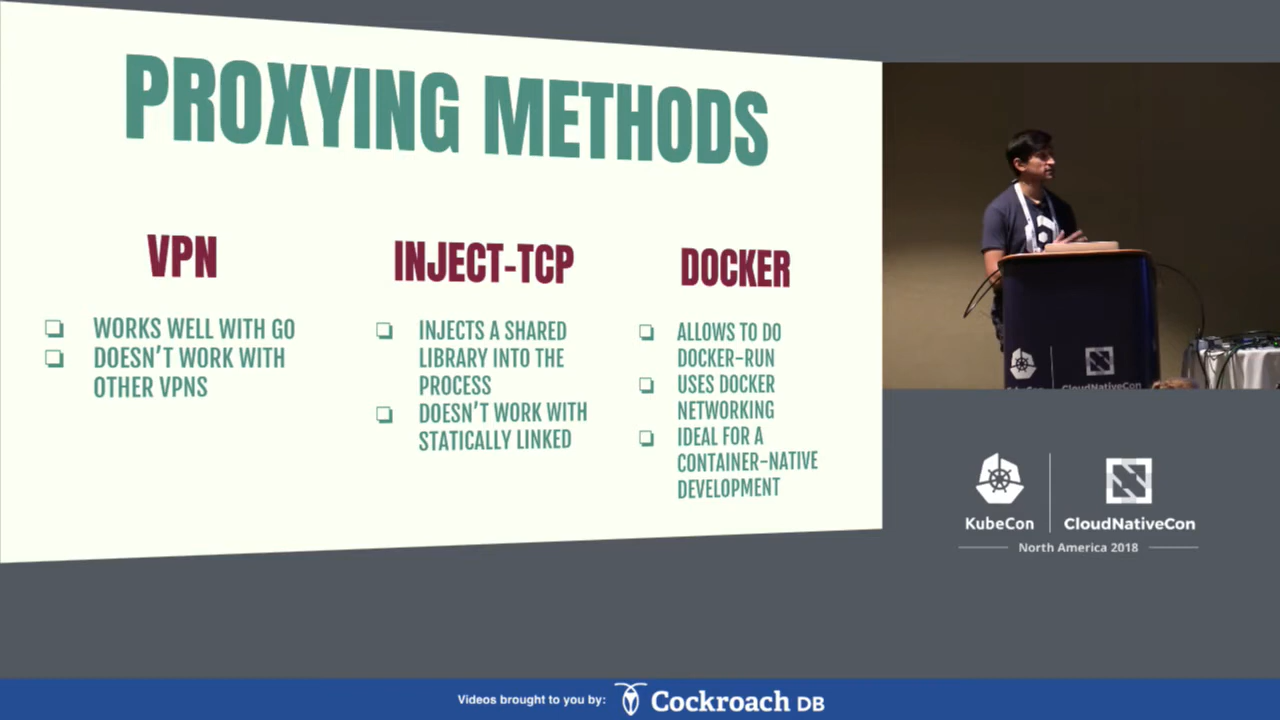 PROXYING METHODS
VPN
❏ WORKS WELL WITH GO
❏ DOESN'T WORK WITH
OTHER VPNS
INJECT-TCP
❏ INJECTS A SHARED
LIBRARY INTO THE
PROCESS
❏ DOESN'T WORK WITH
STATICALLY LINKED
DOCKER
❏ ALLOWS TO DO
DOCKER-RUN
❏ USES DOCKER
NETWORKING
❏ IDEAL FOR A
CONTAINER-NATIVE
DEVELOPMENT
CloudNativeCon
KubeCon
CloudNativeCon
North America 2018
Videos brought to you by:
Cockroach DB